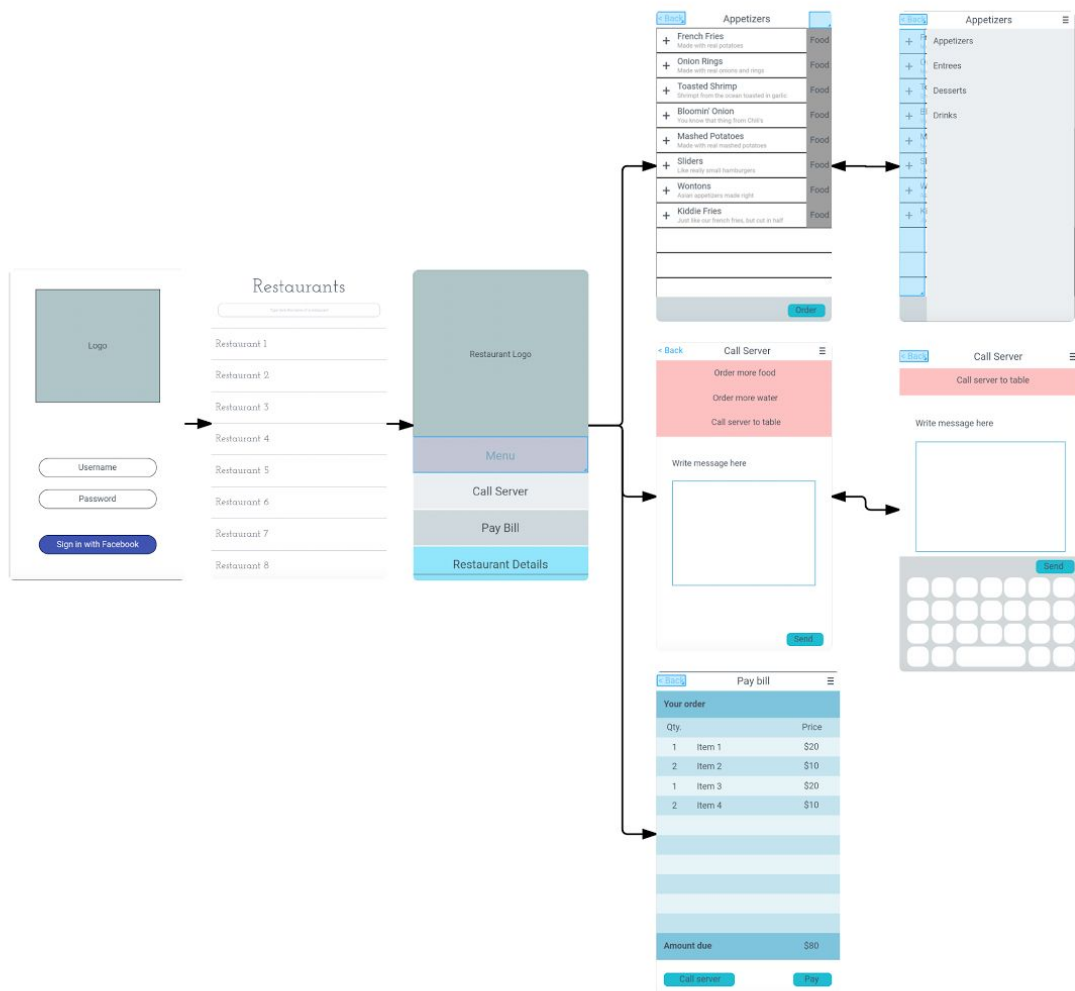 Logo
Username
Password
Sign in with Facebook
Restaurants
Restaurant 1
Restaurant 2
Restaurant 3
Restaurant 4
Restaurant 5
Restaurant 6
Restaurant 7
Restaurant 8
Restaurant Logo
Menu
Call Server
Pay Bill
Restaurant Details
< Back Appetizers
+ French Fries Food
Made with real potatoes
+ Onion Rings Food
Made with real onions and rings
+ Toasted Shrimp Food
Shrimpt from the ocean toasted in garlic
+ Bloomin' Onion Food
You know that thing from Chili's
+ Mashed Potatoes Food
Made with real mashed potatoes
+ Sliders Food
Like really small hamburgers
+ Wontons Food
Asian appetizers made right
+ Kiddie Fries Food
Just like our french fries, but cut in half
Order
< Back Appetizers
+ Appetizers
+ Entrees
+ Desserts
+ Drinks
+
+
+
+
< Back Call Server
Order more food
Order more water
Call server to table
Write message here
Send
< Back Call Server
Call server to table
Write message here
Send
< Back Pay bill
Your order
Qty. Price
1 Item 1 $20
2 Item 2 $10
1 Item 3 $20
2 Item 4 $10
Amount due $80
Call server Pay